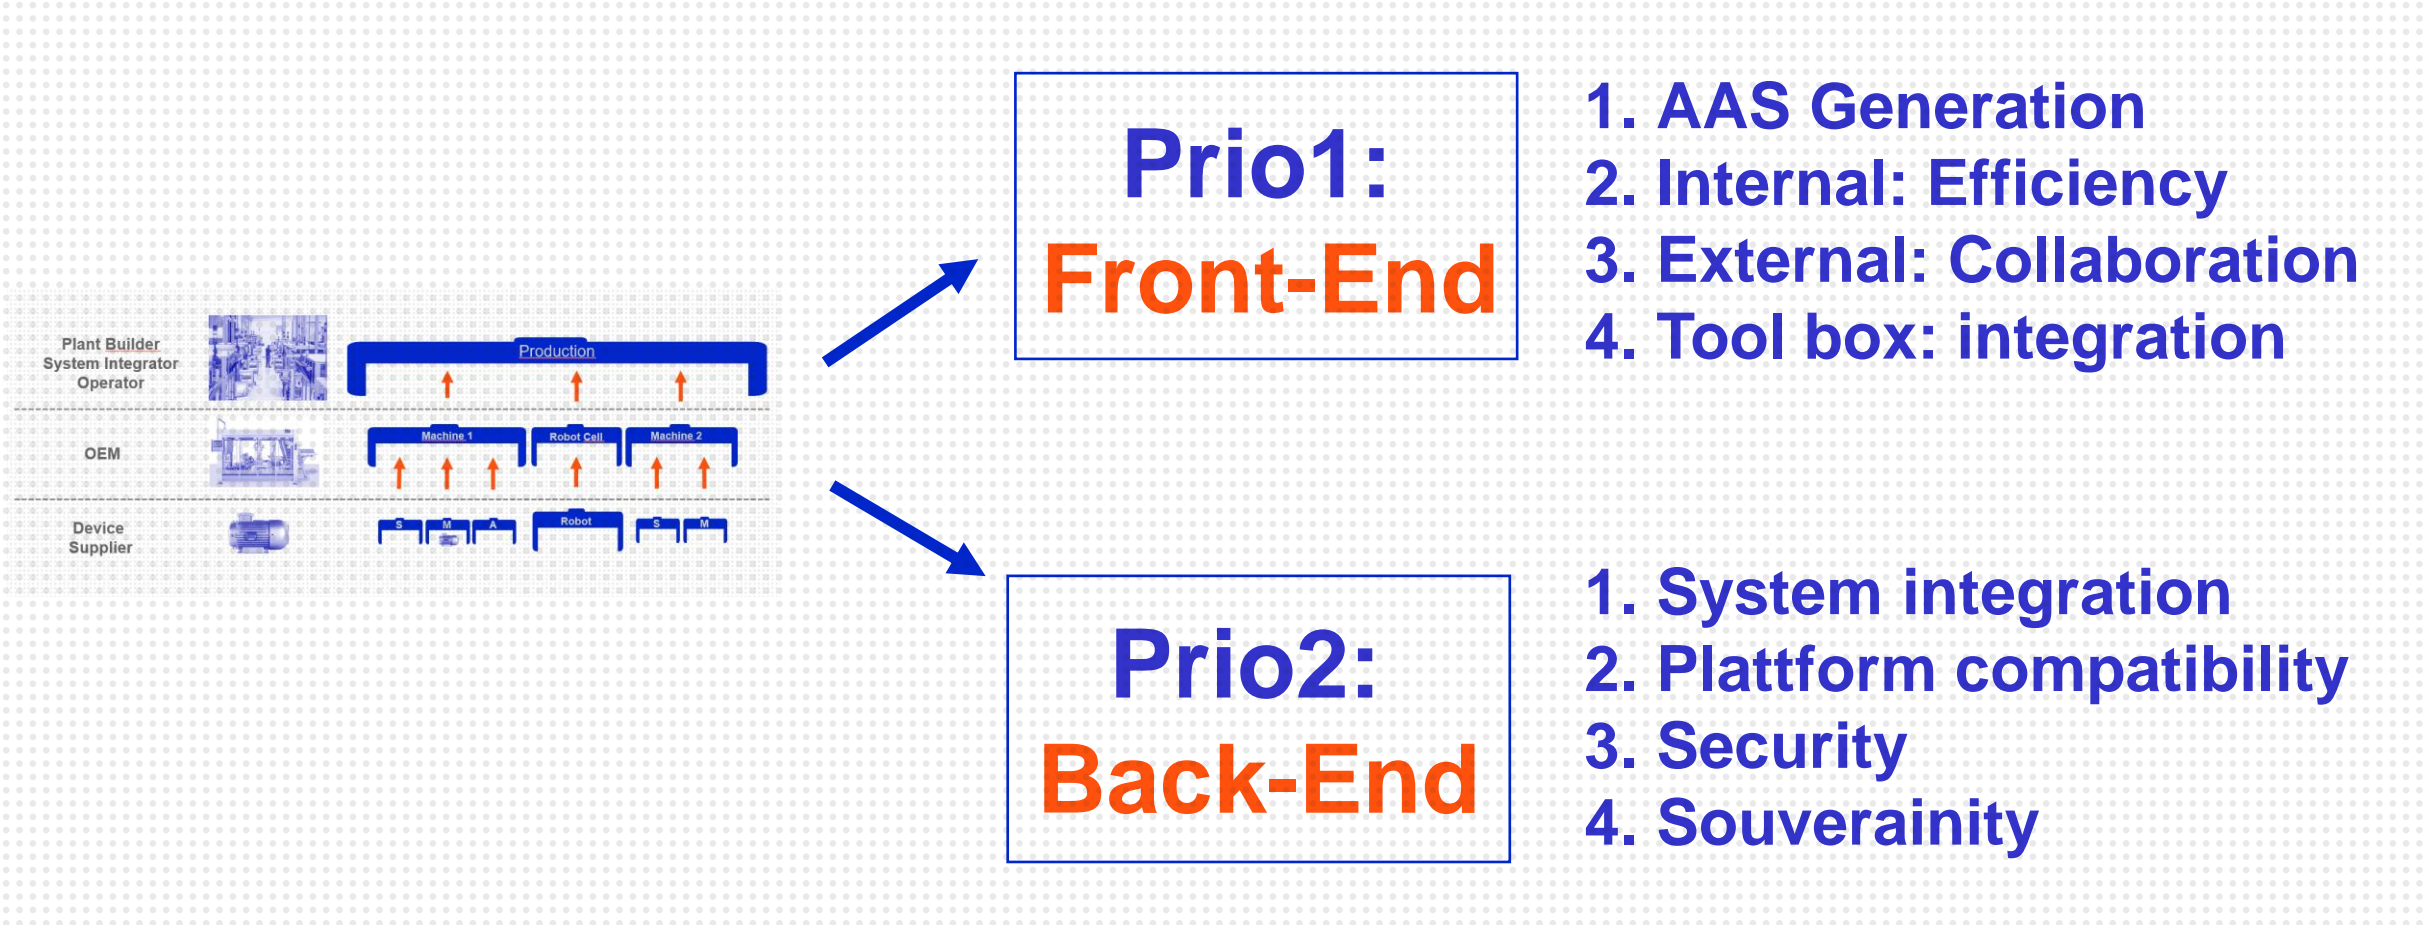 Plant Builder
System Integrator
Operator
Production
OEM
Machine 1
Robot Cell
Machine 2
Device
Supplier
S
M
A
Robot
S
M
Prio1:
Front-End
1. AAS Generation
2. Internal: Efficiency
3. External: Collaboration
4. Tool box: integration
Prio2:
Back-End
1. System integration
2. Plattform compatibility
3. Security
4. Souverainity